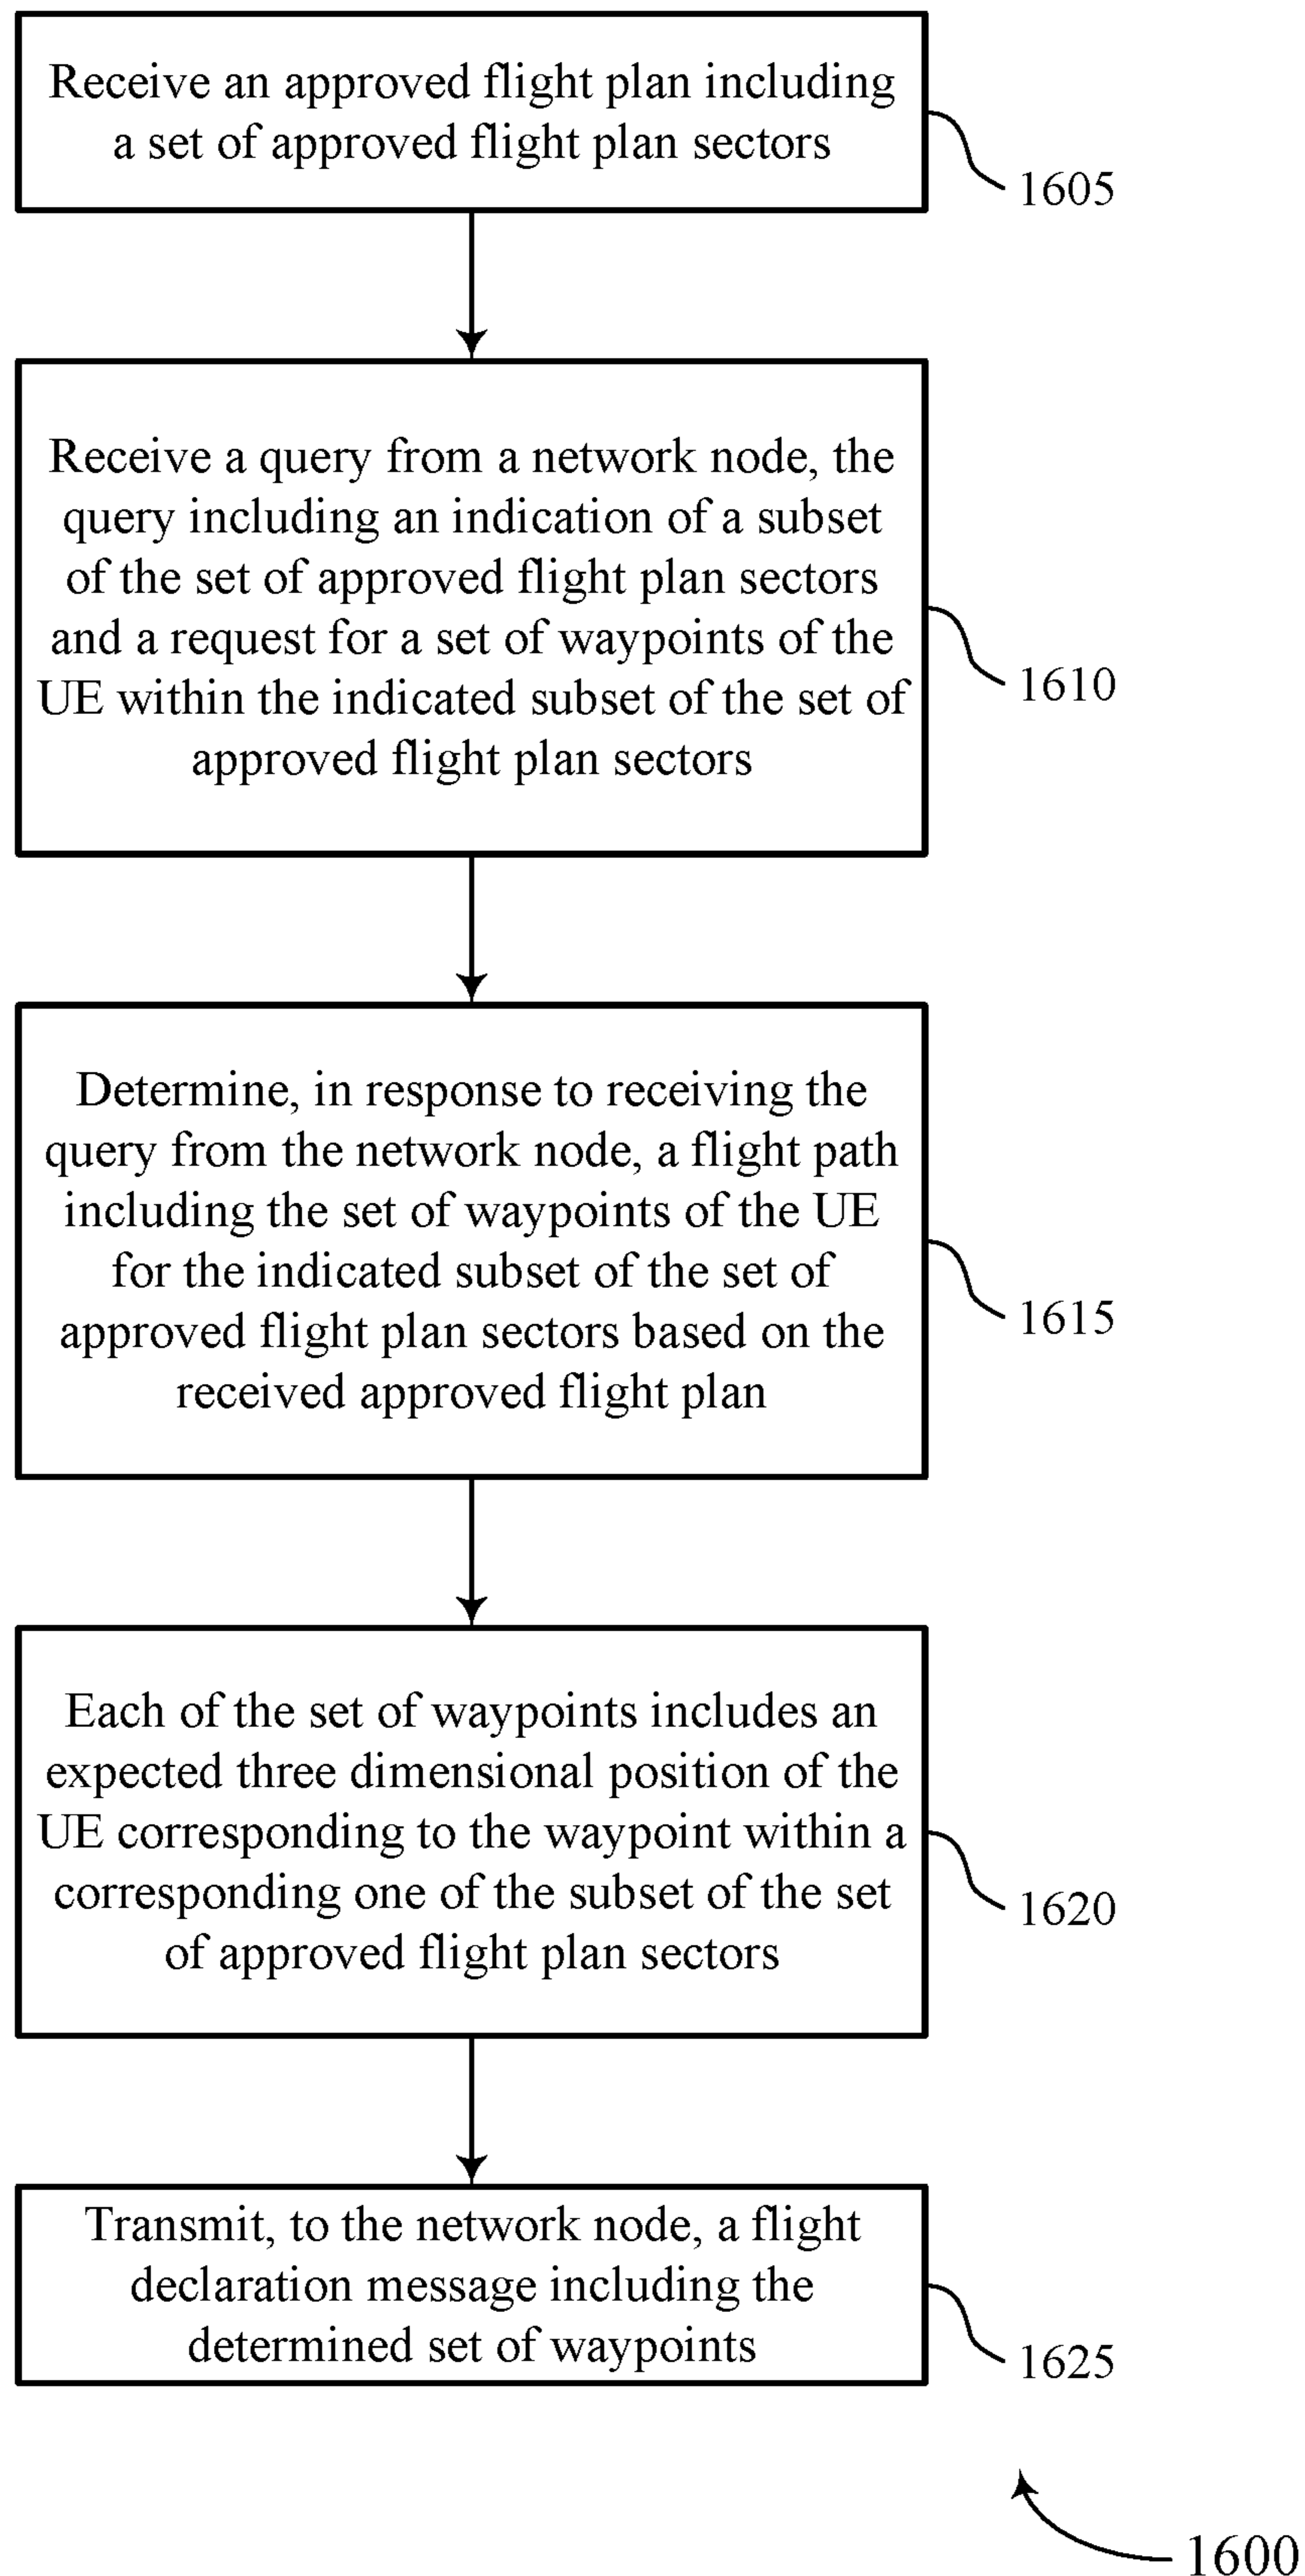 Receive an approved flight plan including
a set of approved flight plan sectors
1605
Receive a query from a network node, the
query including an indication of a subset
of the set of approved flight plan sectors
and a request for a set of waypoints of the
UE within the indicated subset of the set of
approved flight plan sectors
1610
Determine, in response to receiving the
query from the network node, a flight path
including the set of waypoints of the UE
for the indicated subset of the set of
approved flight plan sectors based on the
received approved flight plan
1615
Each of the set of waypoints includes an
expected three dimensional position of the
UE corresponding to the waypoint within a
corresponding one of the subset of the set
of approved flight plan sectors
1620
Transmit, to the network node, a flight
declaration message including the
determined set of waypoints
1625
1600